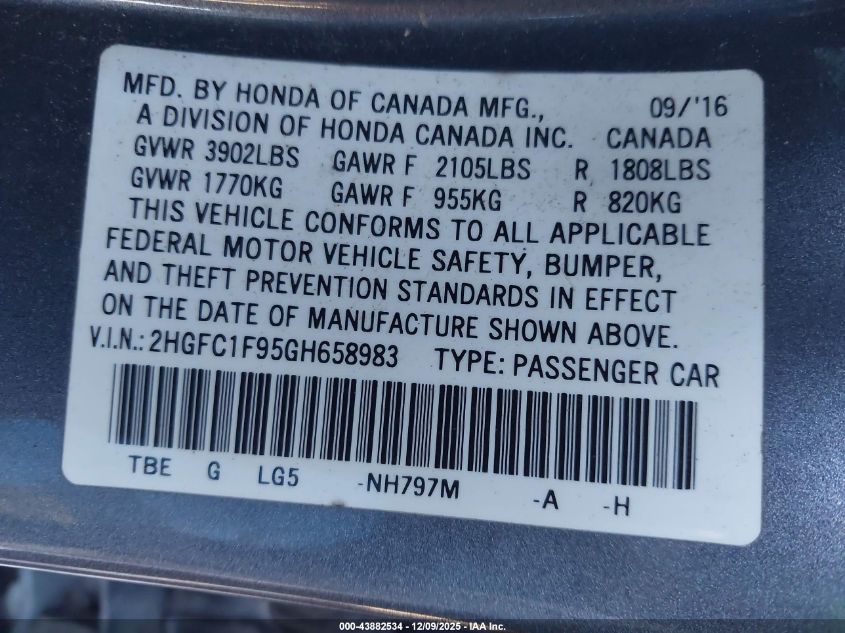 MFD. BY HONDA OF CANADA MFG., 09/'16
A DIVISION OF HONDA CANADA INC. CANADA
GVWR 3902LBS GAWR F 2105LBS R 1808LBS
GVWR 1770KG GAWR F 955KG R 820KG
THIS VEHICLE CONFORMS TO ALL APPLICABLE
FEDERAL MOTOR VEHICLE SAFETY, BUMPER,
AND THEFT PREVENTION STANDARDS IN EFFECT
ON THE DATE OF MANUFACTURE SHOWN ABOVE.
V.I.N.: 2HGFC1F95GH658983 TYPE: PASSENGER CAR
TBE G LG5 -NH797M -A -H
000-43882534 - 12/09/2025 - IAA Inc.